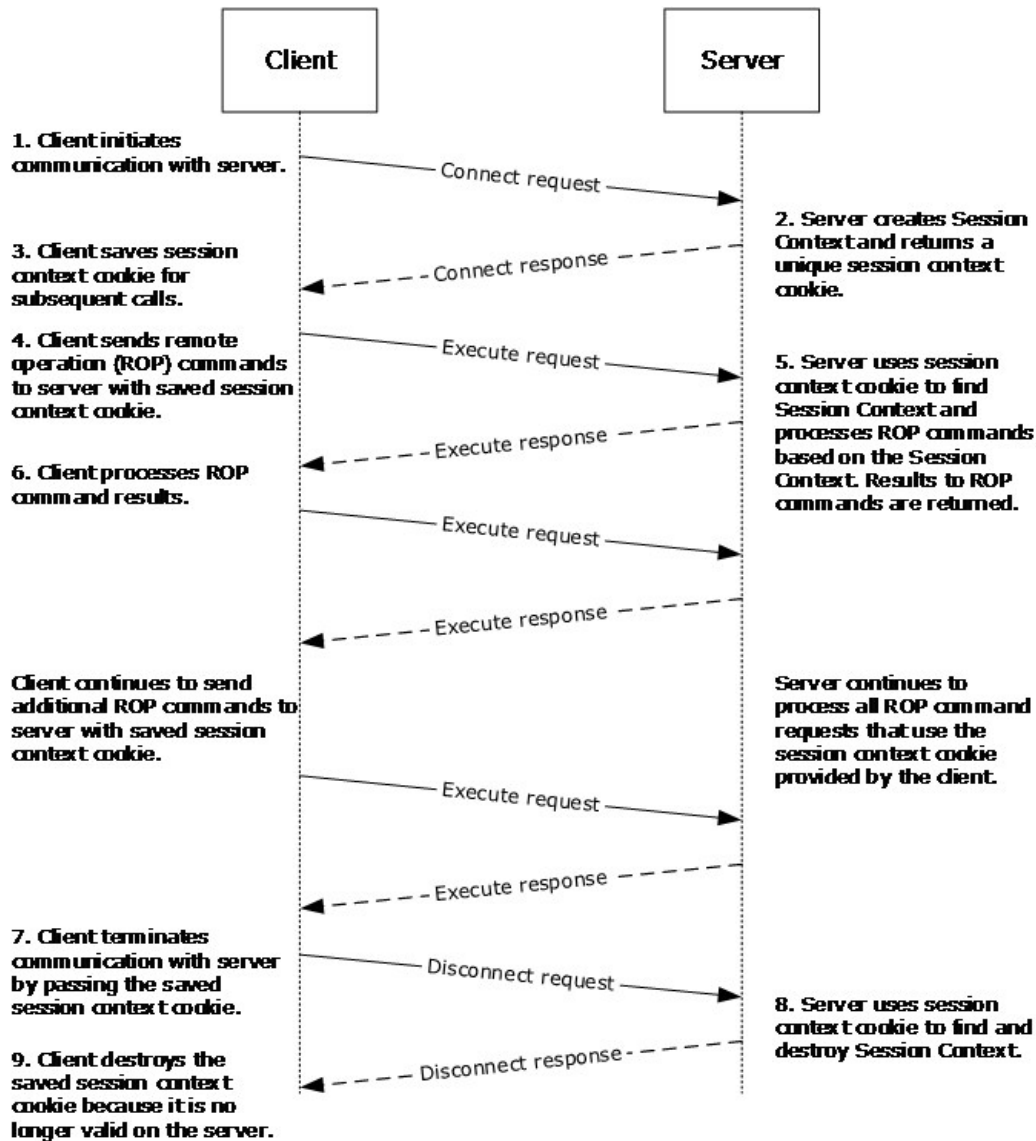 Client
Server
1. Client initiates
communication with server.
Connect request
2. Server creates Session
Context and returns a
unique session context
cookie.
3. Client saves session
context cookie for
subsequent calls.
Connect response
4. Client sends remote
operation (ROP) commands
to server with saved session
context cookie.
Execute request
5. Server uses session
context cookie to find
Session Context and
processes ROP commands
based on the Session
Context. Results to ROP
commands are returned.
Execute response
6. Client processes ROP
command results.
Execute request
Execute response
Client continues to send
additional ROP commands to
server with saved session
context cookie.
Server continues to
process all ROP command
requests that use the
session context cookie
provided by the client.
Execute request
Execute response
7. Client terminates
communication with server
by passing the saved
session context cookie.
Disconnect request
8. Server uses session
context cookie to find and
destroy Session Context.
Disconnect response
9. Client destroys the
saved session context
cookie because it is no
longer valid on the server.